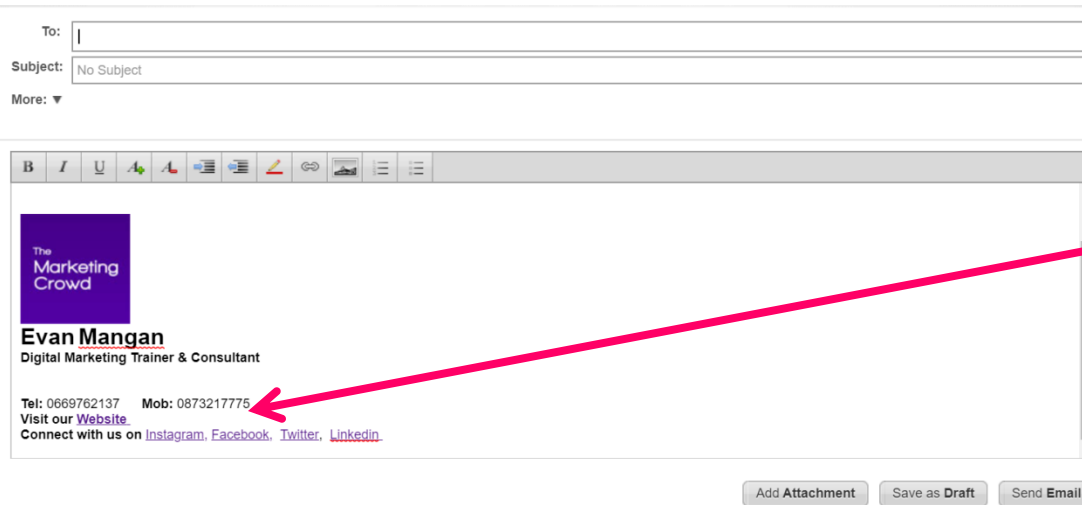 To:
Subject: No Subject
More: ▼
B I U A A
The
Marketing
Crowd
Evan Mangan
Digital Marketing Trainer & Consultant
Tel: 0669762137 Mob: 0873217775
Visit our Website
Connect with us on Instagram, Facebook, Twitter, Linkedin
Add Attachment Save as Draft Send Email